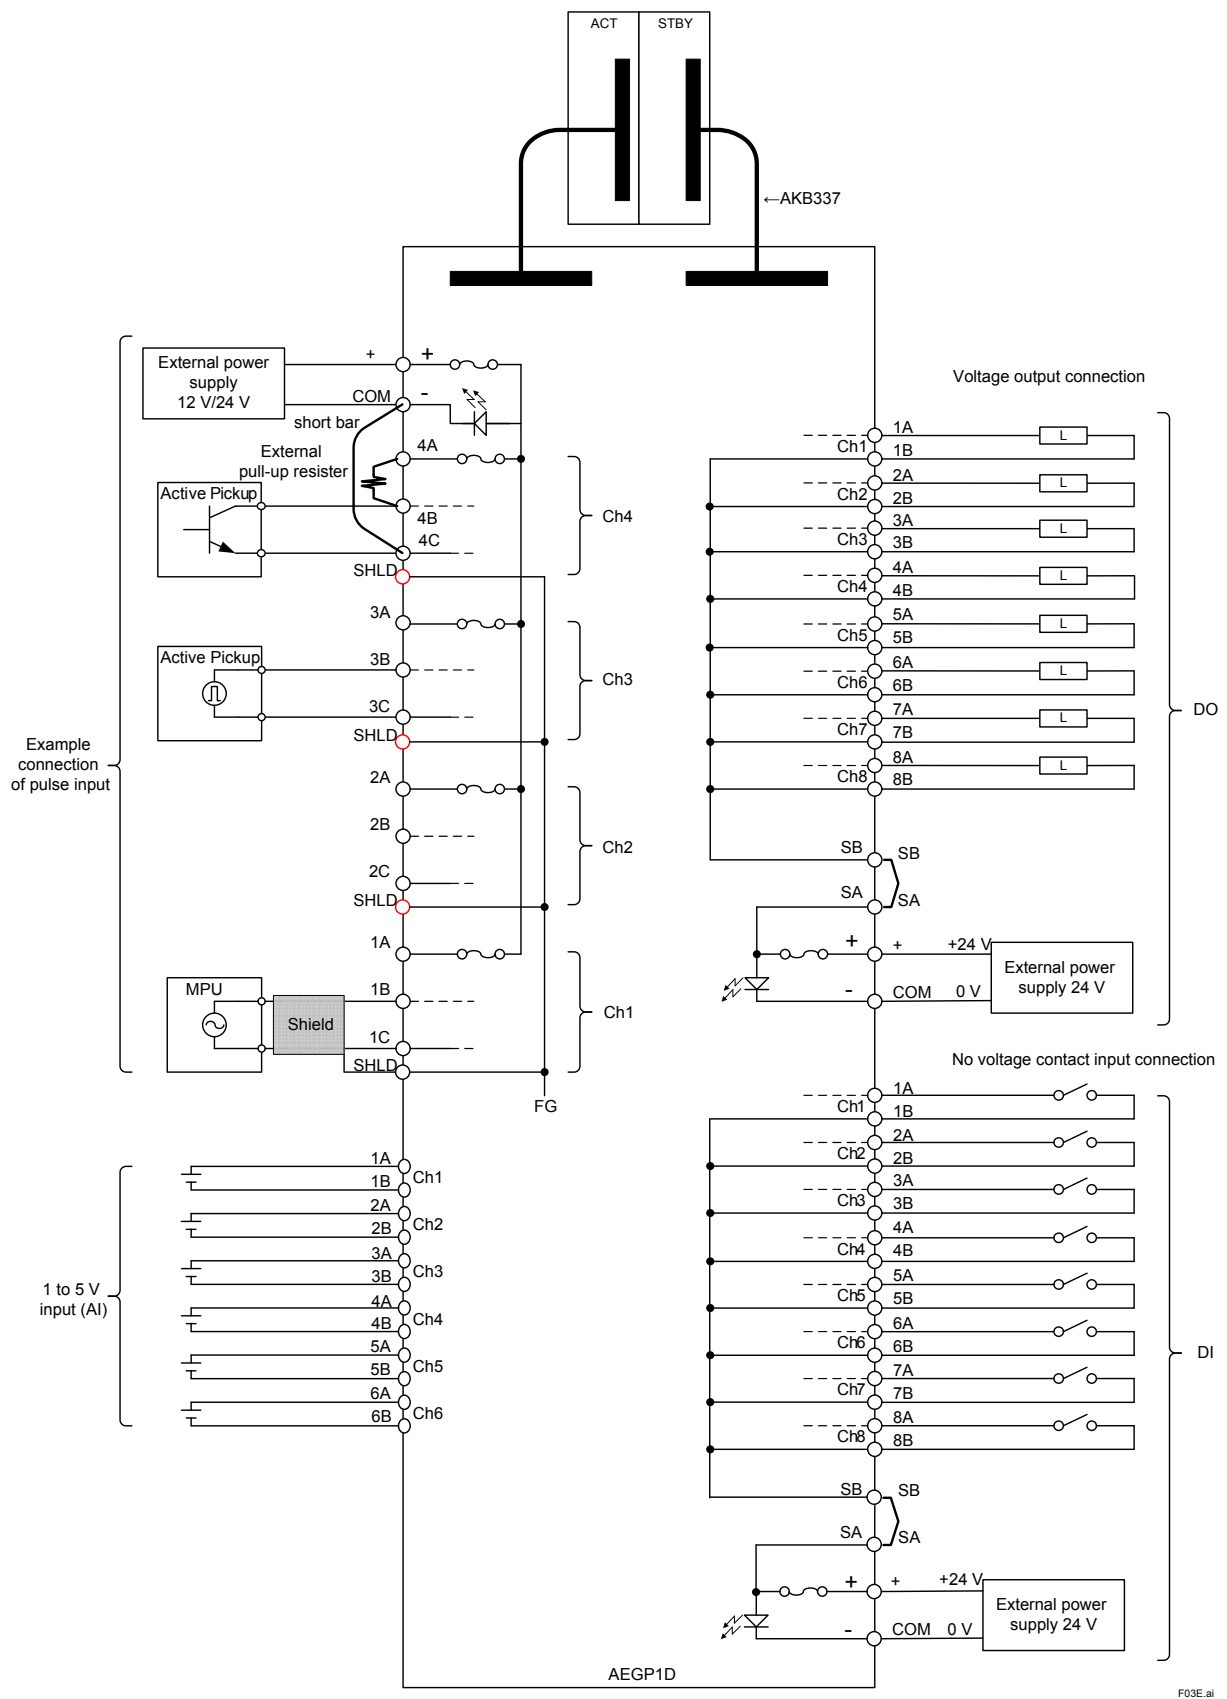 ACT
STBY
←AKB337
Example
connection
of pulse input
External power
supply
12 V/24 V
+
+
COM
-
short bar
External
pull-up resister
4A
Active Pickup
4B
4C
SHLD
Ch4
3A
Active Pickup
3B
3C
SHLD
Ch3
2A
2B
2C
SHLD
Ch2
1A
MPU
1B
Shield
1C
SHLD
Ch1
FG
1 to 5 V
input (AI)
1A
1B
Ch1
2A
2B
Ch2
3A
3B
Ch3
4A
4B
Ch4
5A
5B
Ch5
6A
6B
Ch6
Voltage output connection
Ch1
1A
1B
L
Ch2
2A
2B
L
Ch3
3A
3B
L
Ch4
4A
4B
L
Ch5
5A
5B
L
Ch6
6A
6B
L
Ch7
7A
7B
L
Ch8
8A
8B
L
DO
SB
SB
SA
SA
+
+
+24 V
-
COM
0 V
External power
supply 24 V
No voltage contact input connection
Ch1
1A
1B
Ch2
2A
2B
Ch3
3A
3B
Ch4
4A
4B
Ch5
5A
5B
Ch6
6A
6B
Ch7
7A
7B
Ch8
8A
8B
DI
SB
SB
SA
SA
+
+
+24 V
-
COM
0 V
External power
supply 24 V
AEGP1D
F03E.ai